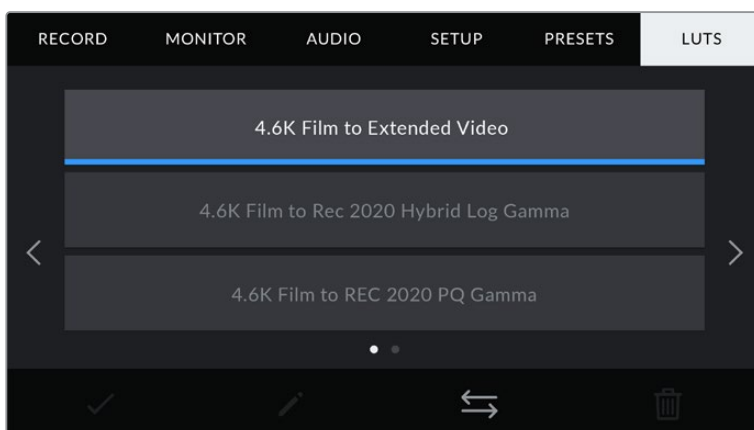 RECORD MONITOR AUDIO SETUP PRESETS LUTS
4.6K Film to Extended Video
4.6K Film to Rec 2020 Hybrid Log Gamma
4.6K Film to REC 2020 PQ Gamma